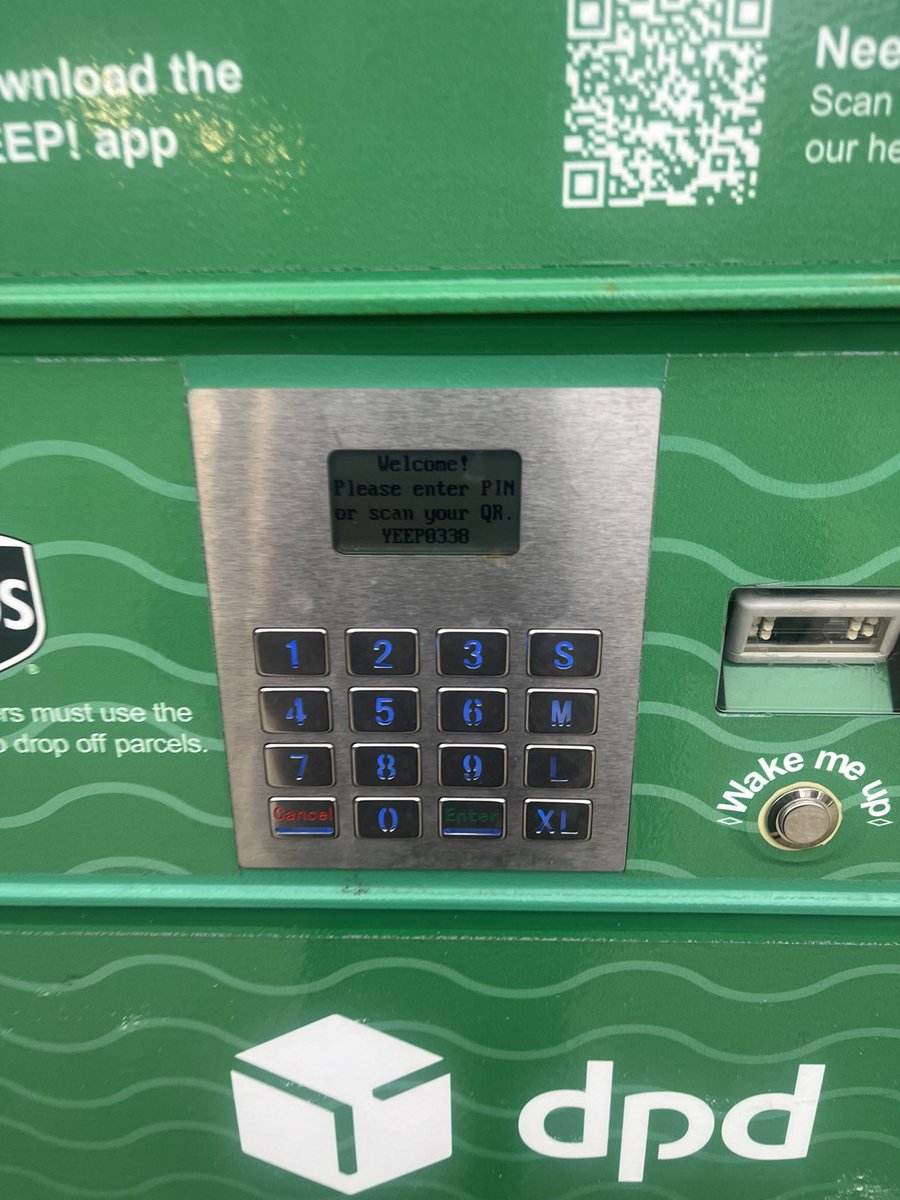 wnload the
EEP! app
Nee
Scan
our he
Welcome!
Please enter PIN
or scan your QR.
YEEP0338
1 2 3 S
4 5 6 M
7 8 9 L
Cancel 0 Enter XL
S
®
rs must use the
drop off parcels.
Wake me up
dpd